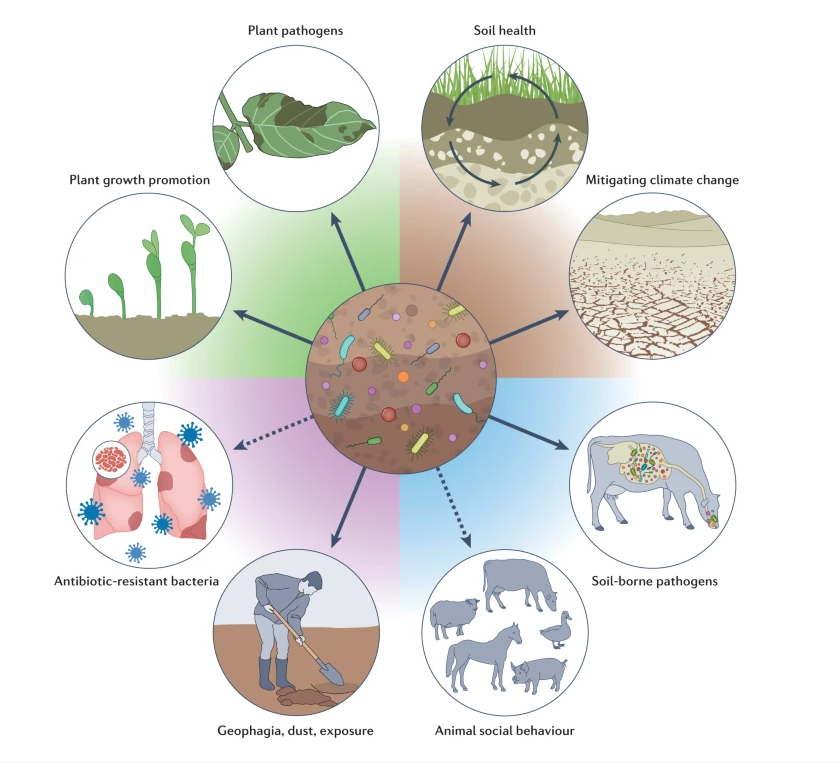 Plant pathogens
Soil health
Plant growth promotion
Mitigating climate change
Antibiotic-resistant bacteria
Soil-borne pathogens
Geophagia, dust, exposure
Animal social behaviour